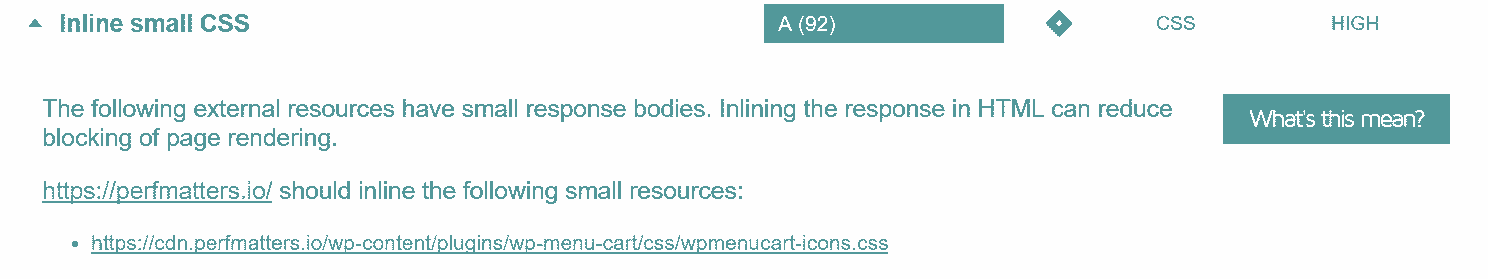 Inline small CSS A (92) CSS HIGH
The following external resources have small response bodies. Inlining the response in HTML can reduce
blocking of page rendering.
What's this mean?
https://perfmatters.io/ should inline the following small resources:
• https://cdn.perfmatters.io/wp-content/plugins/wp-menu-cart/css/wpmenucart-icons.css